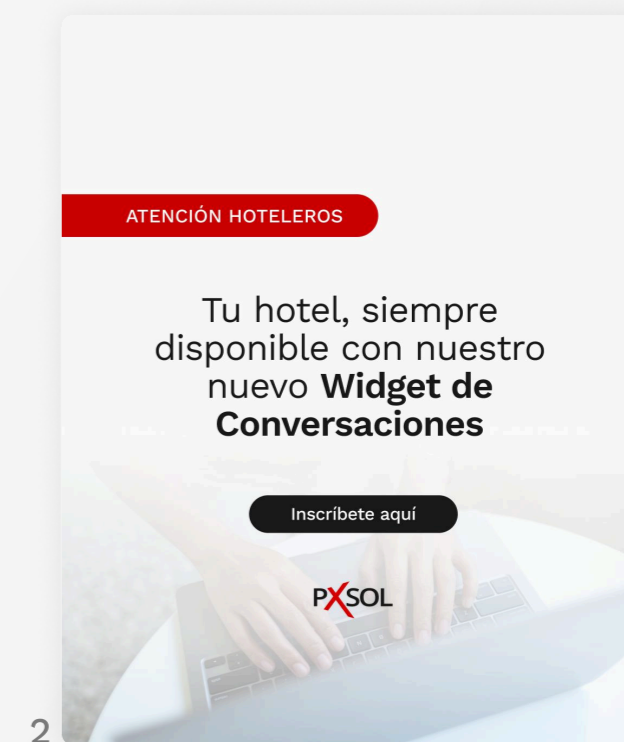 ATENCIÓN HOTELEROS
Tu hotel, siempre
disponible con nuestro
nuevo Widget de
Conversaciones
Inscríbete aquí
PXSOL
2